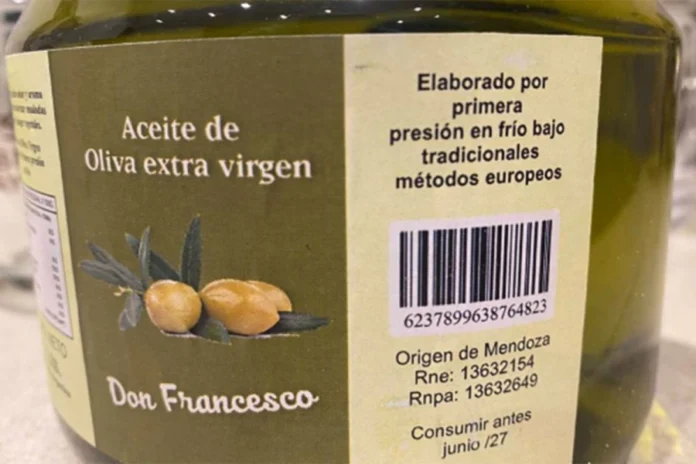 Aceite de
Oliva extra virgen
Don Francesco
Elaborado por
primera
presión en frío bajo
tradicionales
métodos europeos
6237899638764823
Origen de Mendoza
Rne: 13632154
Rnpa: 13632649
Consumir antes
junio /27